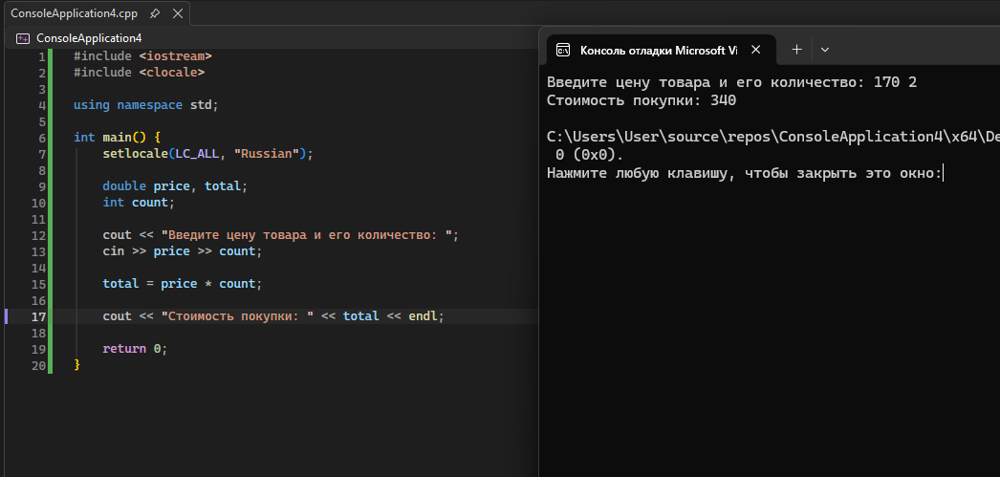 ConsoleApplication4.cpp
ConsoleApplication4
1 #include <iostream>
2 #include <clocale>
3
4 using namespace std;
5
6 int main() {
7 setlocale(LC_ALL, "Russian");
8
9 double price, total;
10 int count;
11
12 cout << "Введите цену товара и его количество: ";
13 cin >> price >> count;
14
15 total = price * count;
16
17 cout << "Стоимость покупки: " << total << endl;
18
19 return 0;
20 }
Консоль отладки Microsoft Vi
Введите цену товара и его количество: 170 2
Стоимость покупки: 340
C:\Users\User\source\repos\ConsoleApplication4\x64\De
0 (0x0).
Нажмите любую клавишу, чтобы закрыть это окно: